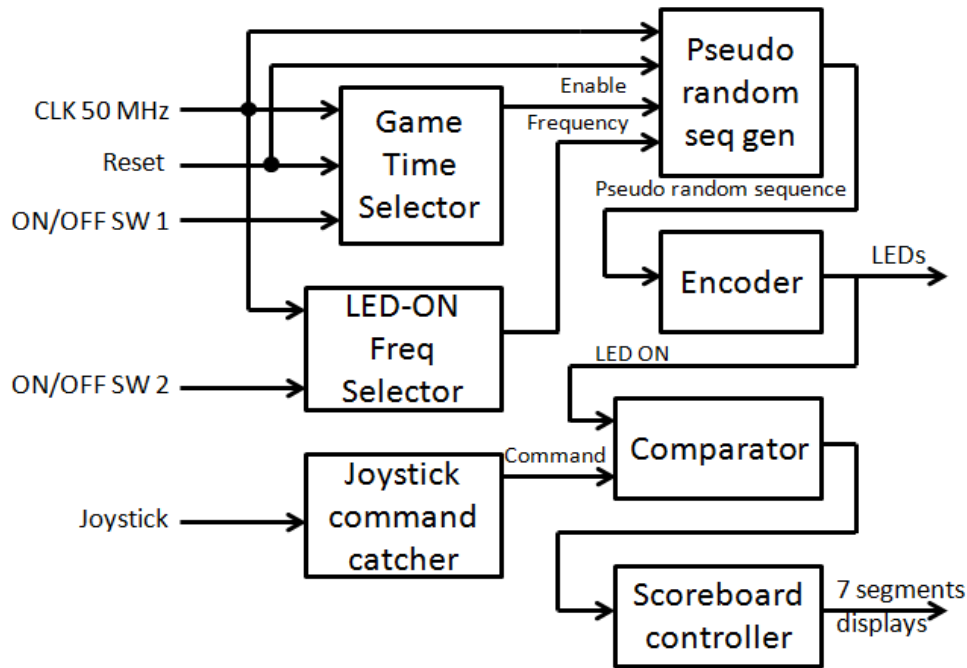 CLK 50 MHz
Reset
ON/OFF SW 1
ON/OFF SW 2
Joystick
Game
Time
Selector
LED-ON
Freq
Selector
Joystick
command
catcher
Enable
Frequency
Command
Pseudo
random
seq gen
Pseudo random sequence
Encoder
LEDs
LED ON
Comparator
Scoreboard
controller
7 segments
displays